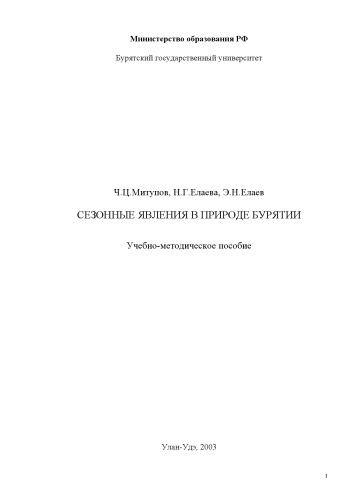 Министерство образования РФ
Бурятский государственный университет
Ч.Ц.Митупов, Н.Г.Елаева, Э.Н.Елаев
СЕЗОННЫЕ ЯВЛЕНИЯ В ПРИРОДЕ БУРЯТИИ
Учебно-методическое пособие
Улан-Удэ, 2003
1